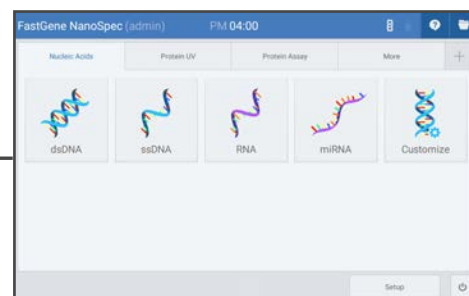 FastGene NanoSpec (admin) PM 04:00
Nucleic Acids Protein UV Protein Assay More
dsDNA ssDNA RNA miRNA Customize
Setup